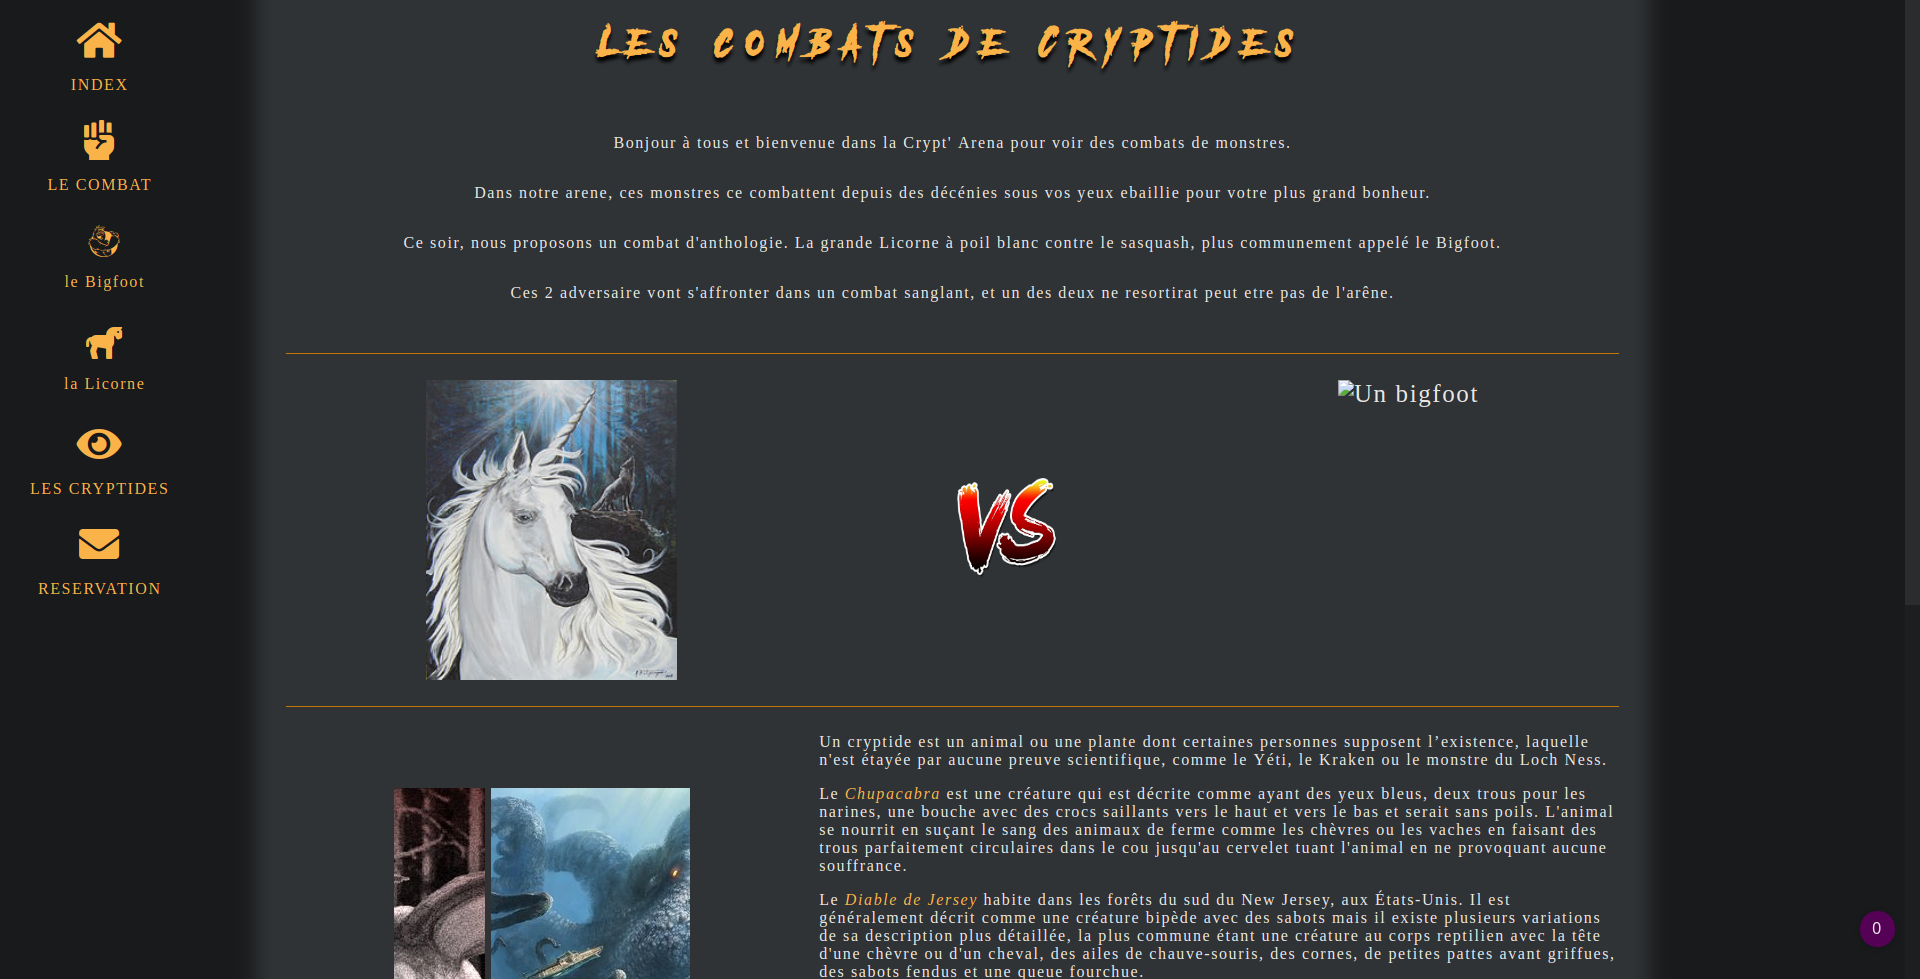 LES COMBATS DE CRYPTIDES
INDEX
LE COMBAT
le Bigfoot
la Licorne
LES CRYPTIDES
RESERVATION
Bonjour à tous et bienvenue dans la Crypt' Arena pour voir des combats de monstres.
Dans notre arene, ces monstres ce combattent depuis des décénies sous vos yeux ebaillie pour votre plus grand bonheur.
Ce soir, nous proposons un combat d'anthologie. La grande Licorne à poil blanc contre le sasquash, plus communement appelé le Bigfoot.
Ces 2 adversaire vont s'affronter dans un combat sanglant, et un des deux ne resortirat peut etre pas de l'arêne.
VS
Un bigfoot
Un cryptide est un animal ou une plante dont certaines personnes supposent l’existence, laquelle
n'est étayée par aucune preuve scientifique, comme le Yéti, le Kraken ou le monstre du Loch Ness.
Le Chupacabra est une créature qui est décrite comme ayant des yeux bleus, deux trous pour les
narines, une bouche avec des crocs saillants vers le haut et vers le bas et serait sans poils. L'animal
se nourrit en suçant le sang des animaux de ferme comme les chèvres ou les vaches en faisant des
trous parfaitement circulaires dans le cou jusqu'au cervelet tuant l'animal en ne provoquant aucune
souffrance.
Le Diable de Jersey habite dans les forêts du sud du New Jersey, aux États-Unis. Il est
généralement décrit comme une créature bipède avec des sabots mais il existe plusieurs variations
de sa description plus détaillée, la plus commune étant une créature au corps reptilien avec la tête
d'une chèvre ou d'un cheval, des ailes de chauve-souris, des cornes, de petites pattes avant griffues,
des sabots fendus et une queue fourchue.
0